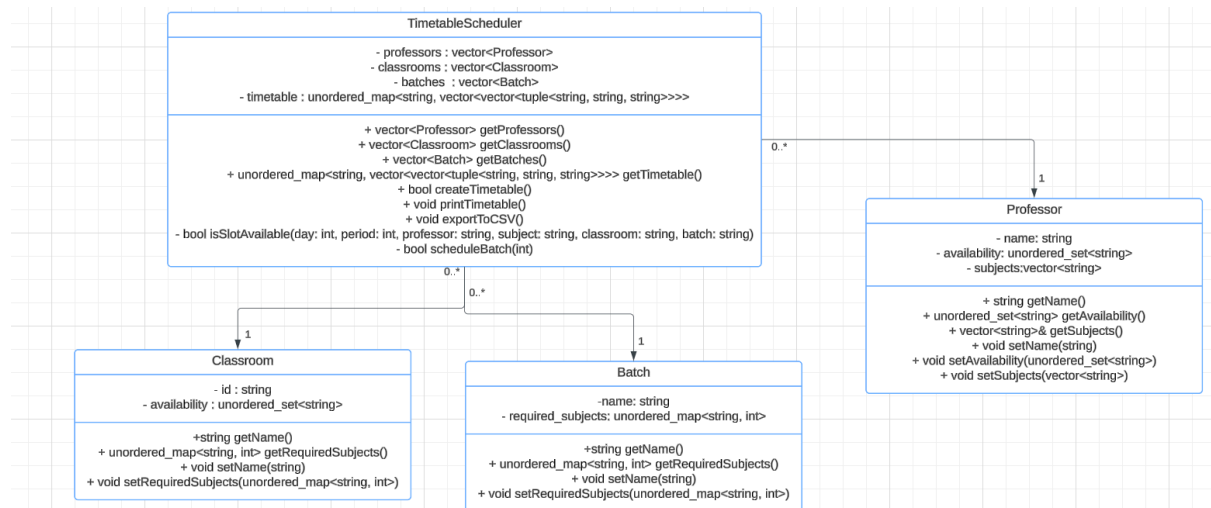 TimetableScheduler
- professors : vector<Professor>
- classrooms : vector<Classroom>
- batches  : vector<Batch>
- timetable : unordered_map<string, vector<vector<tuple<string, string, string>>>>
+ vector<Professor> getProfessors()
+ vector<Classroom> getClassrooms()
+ vector<Batch> getBatches()
+ unordered_map<string, vector<vector<tuple<string, string, string>>>> getTimetable()
+ bool createTimetable()
+ void printTimetable()
+ void exportToCSV()
- bool isSlotAvailable(day: int, period: int, professor: string, subject: string, classroom: string, batch: string)
- bool scheduleBatch(int)
0..*
1
Professor
- name: string
- availability: unordered_set<string>
- subjects:vector<string>
+ string getName()
+ unordered_set<string> getAvailability()
+ vector<string>& getSubjects()
+ void setName(string)
+ void setAvailability(unordered_set<string>)
+ void setSubjects(vector<string>)
0..*
0..*
1
1
Classroom
- id : string
- availability : unordered_set<string>
+string getName()
+ unordered_map<string, int> getRequiredSubjects()
+ void setName(string)
+ void setRequiredSubjects(unordered_map<string, int>)
Batch
-name: string
- required_subjects: unordered_map<string, int>
+string getName()
+ unordered_map<string, int> getRequiredSubjects()
+ void setName(string)
+ void setRequiredSubjects(unordered_map<string, int>)